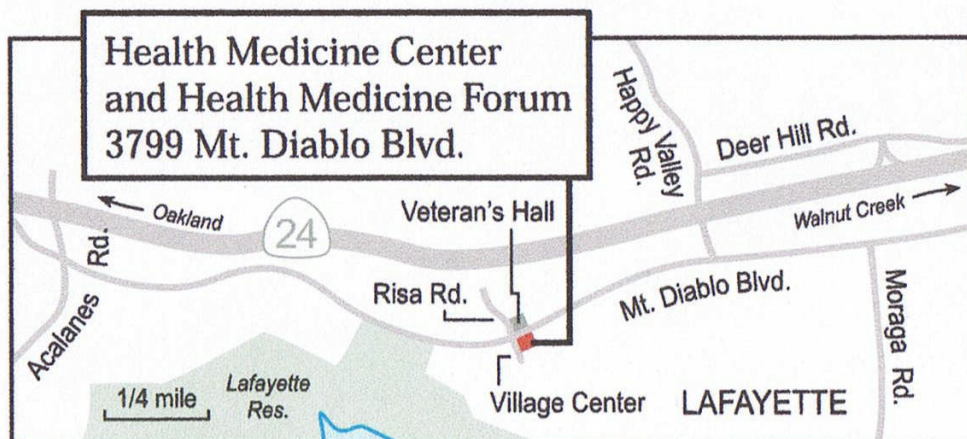 Health Medicine Center
and Health Medicine Forum
3799 Mt. Diablo Blvd.
Happy Valley
Rd.
Deer Hill Rd.
Oakland
24
Veteran's Hall
Walnut Creek
Acalanes
Rd.
Risa Rd.
Mt. Diablo Blvd.
Moraga Rd.
1/4 mile
Lafayette
Res.
Village Center
LAFAYETTE